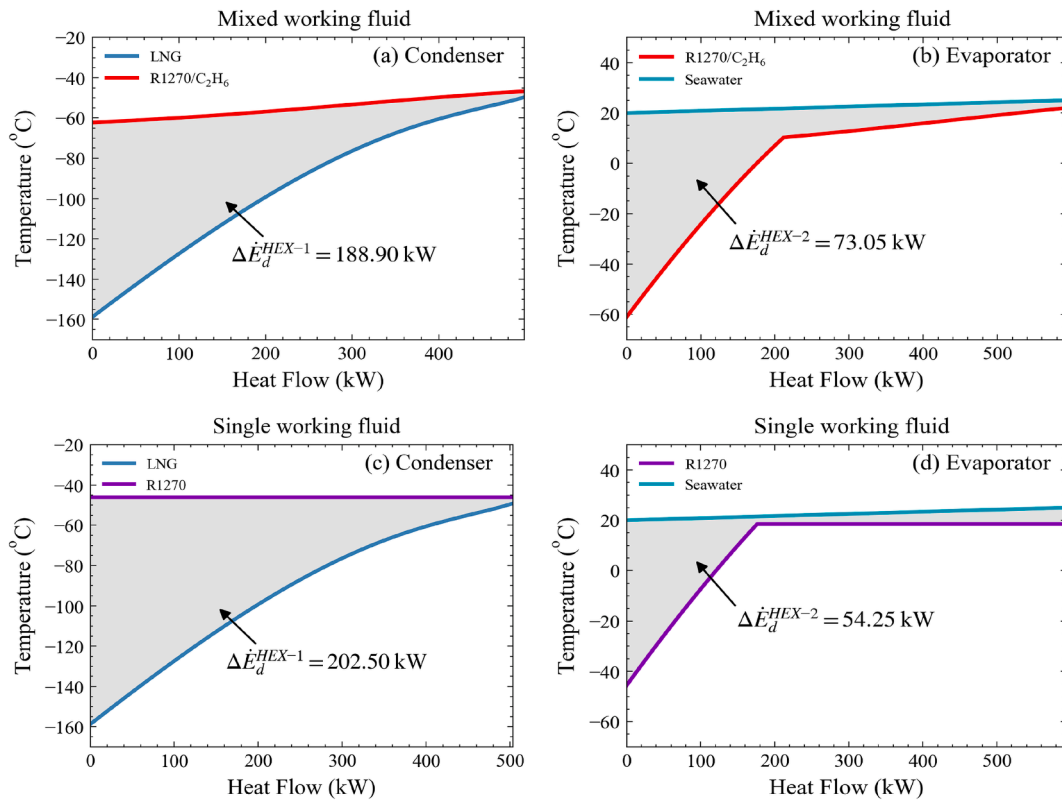 Mixed working fluid
(a) Condenser
LNG
R1270/C₂H₆
Temperature (°C)
−20
−40
−60
−80
−100
−120
−140
−160
ΔĖ_d^{HEX−1} = 188.90 kW
0 100 200 300 400
Heat Flow (kW)
Mixed working fluid
(b) Evaporator
R1270/C₂H₆
Seawater
Temperature (°C)
40
20
0
−20
−40
−60
ΔĖ_d^{HEX−2} = 73.05 kW
0 100 200 300 400 500
Heat Flow (kW)
Single working fluid
(c) Condenser
LNG
R1270
Temperature (°C)
−20
−40
−60
−80
−100
−120
−140
−160
ΔĖ_d^{HEX−1} = 202.50 kW
0 100 200 300 400 500
Heat Flow (kW)
Single working fluid
(d) Evaporator
R1270
Seawater
Temperature (°C)
40
20
0
−20
−40
−60
ΔĖ_d^{HEX−2} = 54.25 kW
0 100 200 300 400 500
Heat Flow (kW)